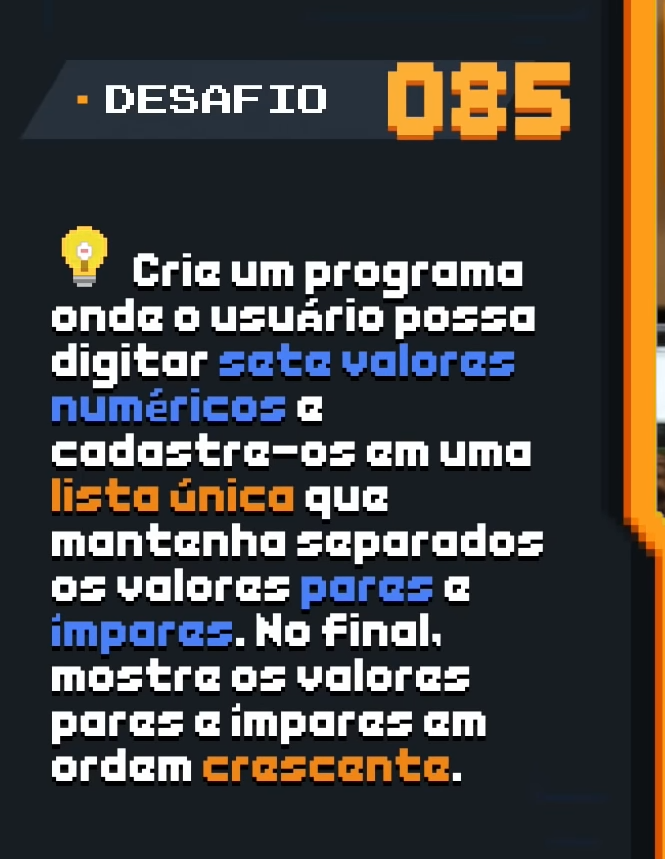 DESAFIO 085
Crie um programa
onde o usuário possa
digitar sete valores
numéricos e
cadastre-os em uma
lista única que
mantenha separados
os valores pares e
ímpares. No final,
mostre os valores
pares e ímpares em
ordem crescente.